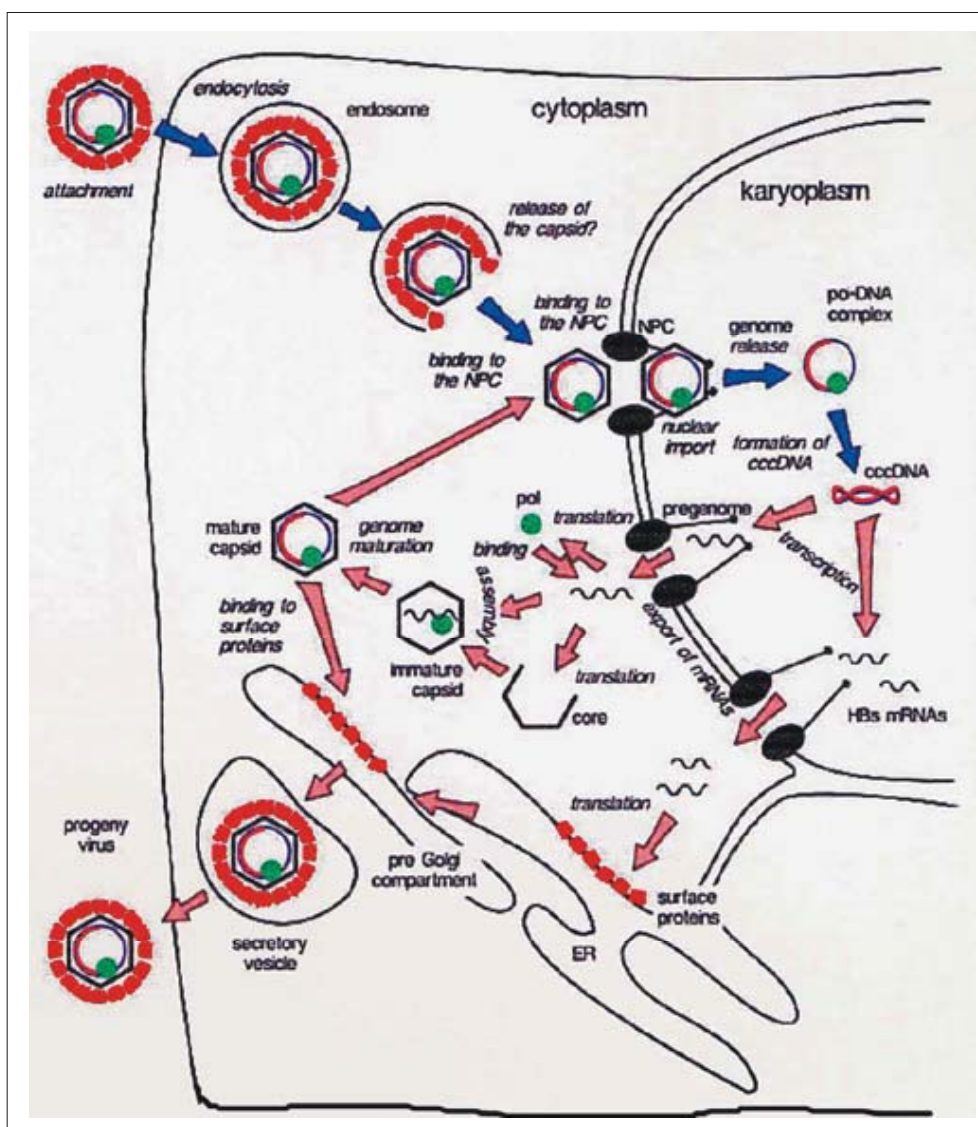 endocytosis
endosome
cytoplasm
karyoplasm
attachment
release of
the capsid?
binding to
the NPC
binding to
the NPC
NPC
genome
release
pol-DNA
complex
nuclear
import
formation of
cccDNA
cccDNA
mature
capsid
genome
maturation
pol
translation
binding
pregenome
transcription
assembly
binding to
surface
proteins
immature
capsid
translation
core
export of mRNAs
HBs mRNAs
translation
progeny
virus
pre Golgi
compartment
surface
proteins
secretory
vesicle
ER